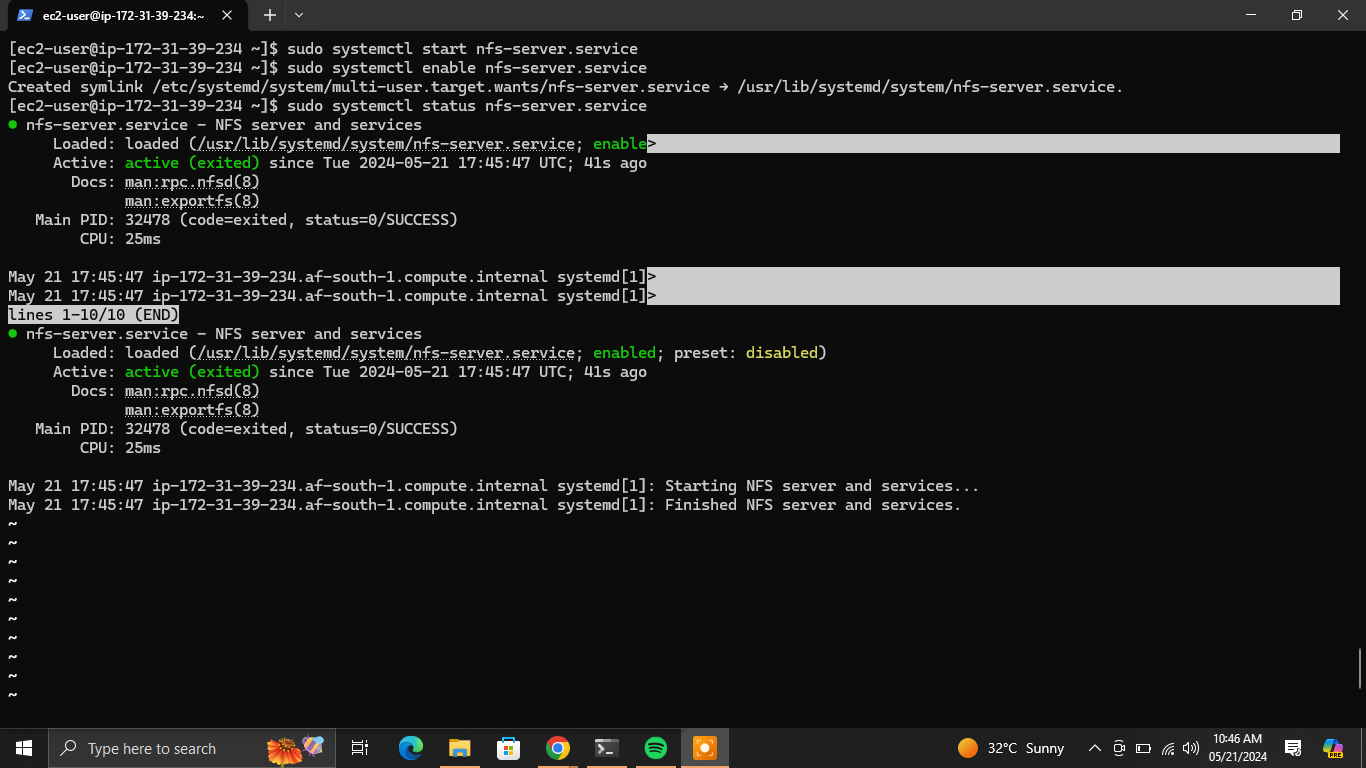 ec2-user@ip-172-31-39-234:~
[ec2-user@ip-172-31-39-234 ~]$ sudo systemctl start nfs-server.service
[ec2-user@ip-172-31-39-234 ~]$ sudo systemctl enable nfs-server.service
Created symlink /etc/systemd/system/multi-user.target.wants/nfs-server.service → /usr/lib/systemd/system/nfs-server.service.
[ec2-user@ip-172-31-39-234 ~]$ sudo systemctl status nfs-server.service
● nfs-server.service - NFS server and services
     Loaded: loaded (/usr/lib/systemd/system/nfs-server.service; enable>
     Active: active (exited) since Tue 2024-05-21 17:45:47 UTC; 41s ago
       Docs: man:rpc.nfsd(8)
             man:exportfs(8)
   Main PID: 32478 (code=exited, status=0/SUCCESS)
        CPU: 25ms

May 21 17:45:47 ip-172-31-39-234.af-south-1.compute.internal systemd[1]>
May 21 17:45:47 ip-172-31-39-234.af-south-1.compute.internal systemd[1]>
lines 1-10/10 (END)
● nfs-server.service - NFS server and services
     Loaded: loaded (/usr/lib/systemd/system/nfs-server.service; enabled; preset: disabled)
     Active: active (exited) since Tue 2024-05-21 17:45:47 UTC; 41s ago
       Docs: man:rpc.nfsd(8)
             man:exportfs(8)
   Main PID: 32478 (code=exited, status=0/SUCCESS)
        CPU: 25ms

May 21 17:45:47 ip-172-31-39-234.af-south-1.compute.internal systemd[1]: Starting NFS server and services...
May 21 17:45:47 ip-172-31-39-234.af-south-1.compute.internal systemd[1]: Finished NFS server and services.
~
~
~
~
~
~
~
~
~
~
Type here to search
32°C Sunny
10:46 AM
05/21/2024
PRE